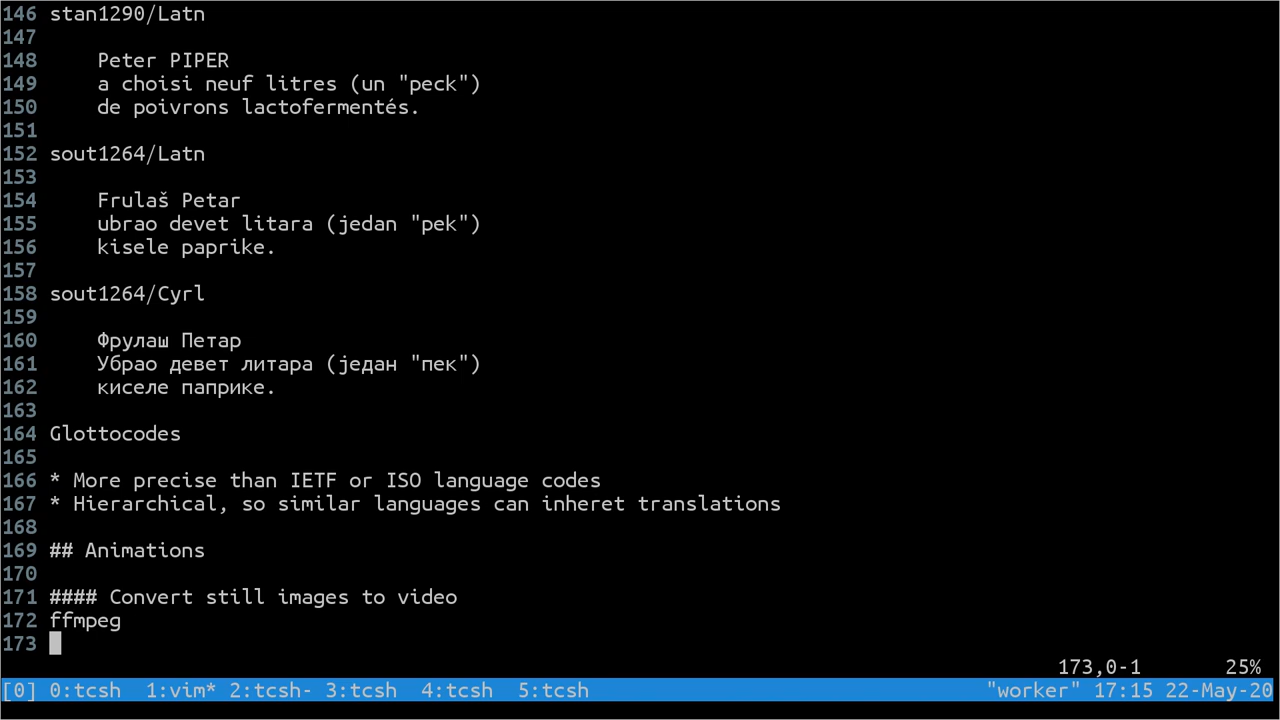 146 stan1290/Latn
147
148     Peter PIPER
149     a choisi neuf litres (un "peck")
150     de poivrons lactofermentés.
151
152 sout1264/Latn
153
154     Frulaš Petar
155     ubrao devet litara (jedan "pek")
156     kisele paprike.
157
158 sout1264/Cyrl
159
160     Фрулаш Петар
161     Убрао девет литара (један "пек")
162     киселе паприке.
163
164 Glottocodes
165
166 * More precise than IETF or ISO language codes
167 * Hierarchical, so similar languages can inheret translations
168
169 ## Animations
170
171 #### Convert still images to video
172 ffmpeg
173
173,0-1 25%
[0] 0:tcsh  1:vim* 2:tcsh- 3:tcsh  4:tcsh  5:tcsh "worker" 17:15 22-May-20